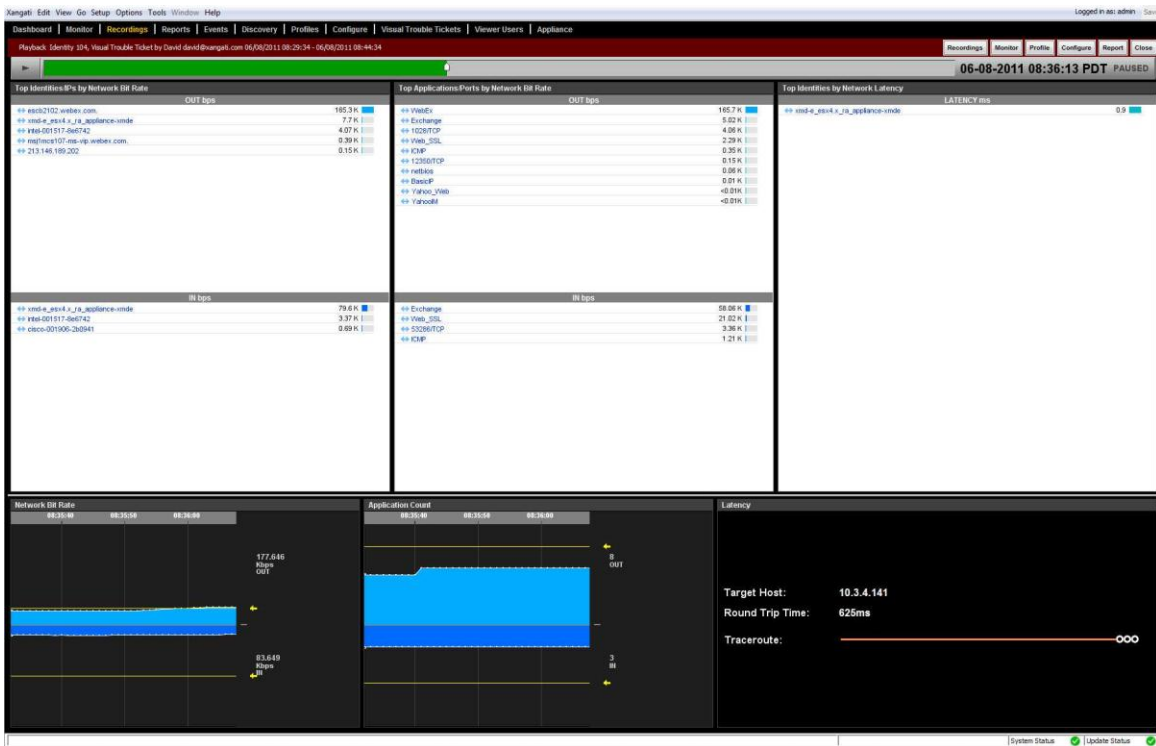 Xangati Edit View Go Setup Options Tools Window Help
Logged in as: admin
Dashboard | Monitor | Recordings | Reports | Events | Discovery | Profiles | Configure | Visual Trouble Tickets | Viewer Users | Appliance
Playback Identity 104, Visual Trouble Ticket by David david@xangati.com 06/08/2011 08:29:34 - 06/08/2011 08:44:34
Recordings Monitor Profile Configure Report Close
06-08-2011 08:36:13 PDT PAUSED
Top Identities/IPs by Network Bit Rate
OUT bps
escb2102.webex.com. 165.3 K
xmd-e_esx4.x_ra_appliance-xmde 7.7 K
intel-001517-8e6742 4.07 K
msj1mcs107-ms-vip.webex.com. 0.39 K
213.146.189.202 0.15 K
IN bps
xmd-e_esx4.x_ra_appliance-xmde 79.6 K
intel-001517-8e6742 3.37 K
cisco-001906-2b0941 0.69 K
Top Applications/Ports by Network Bit Rate
OUT bps
WebEx 165.7 K
Exchange 5.02 K
1028/TCP 4.06 K
Web_SSL 2.29 K
ICMP 0.35 K
12350/TCP 0.15 K
netbios 0.06 K
BasicIP 0.01 K
Yahoo_Web <0.01K
YahooIM <0.01K
IN bps
Exchange 58.06 K
Web_SSL 21.02 K
53286/TCP 3.36 K
ICMP 1.21 K
Top Identities by Network Latency
LATENCY ms
xmd-e_esx4.x_ra_appliance-xmde 0.9
Network Bit Rate
08:35:40 08:35:50 08:36:00
177.646
Kbps
OUT
83.649
Kbps
IN
Application Count
08:35:40 08:35:50 08:36:00
8
OUT
3
IN
Latency
Target Host: 10.3.4.141
Round Trip Time: 625ms
Traceroute:
System Status Update Status